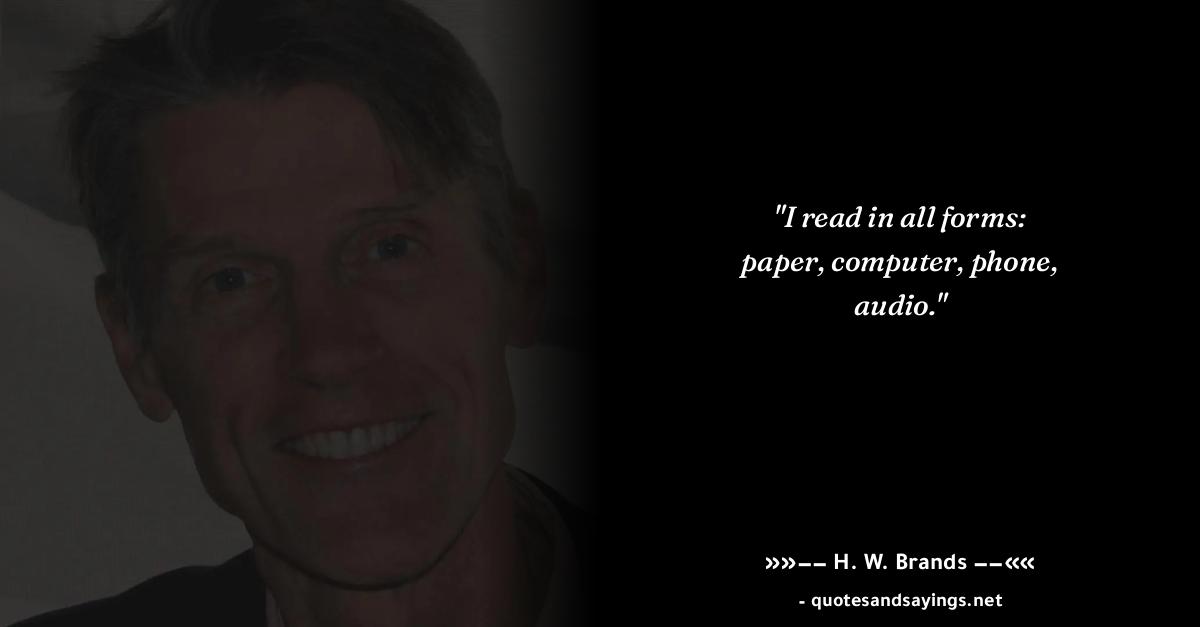 "I read in all forms:
paper, computer, phone,
audio."
»»–– H. W. Brands ––««
- quotesandsayings.net